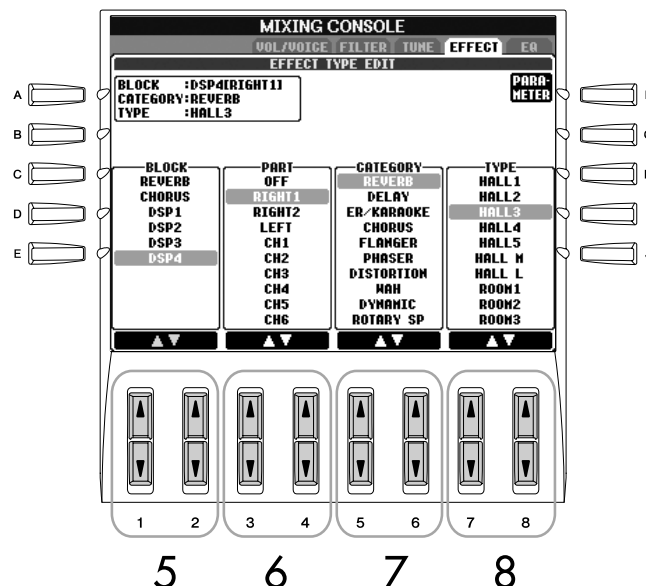 MIXING CONSOLE
VOL/VOICE FILTER TUNE EFFECT EQ
EFFECT TYPE EDIT
BLOCK :DSP4[RIGHT1]
CATEGORY:REVERB
TYPE :HALL3
PARA-
METER
A
B
C
D
E
BLOCK
REVERB
CHORUS
DSP1
DSP2
DSP3
DSP4
PART
OFF
RIGHT1
RIGHT2
LEFT
CH1
CH2
CH3
CH4
CH5
CH6
CATEGORY
REVERB
DELAY
ER/KARAOKE
CHORUS
FLANGER
PHASER
DISTORTION
WAH
DYNAMIC
ROTARY SP
TYPE
HALL1
HALL2
HALL3
HALL4
HALL5
HALL M
HALL L
ROOM1
ROOM2
ROOM3
1 2 3 4 5 6 7 8
5 6 7 8